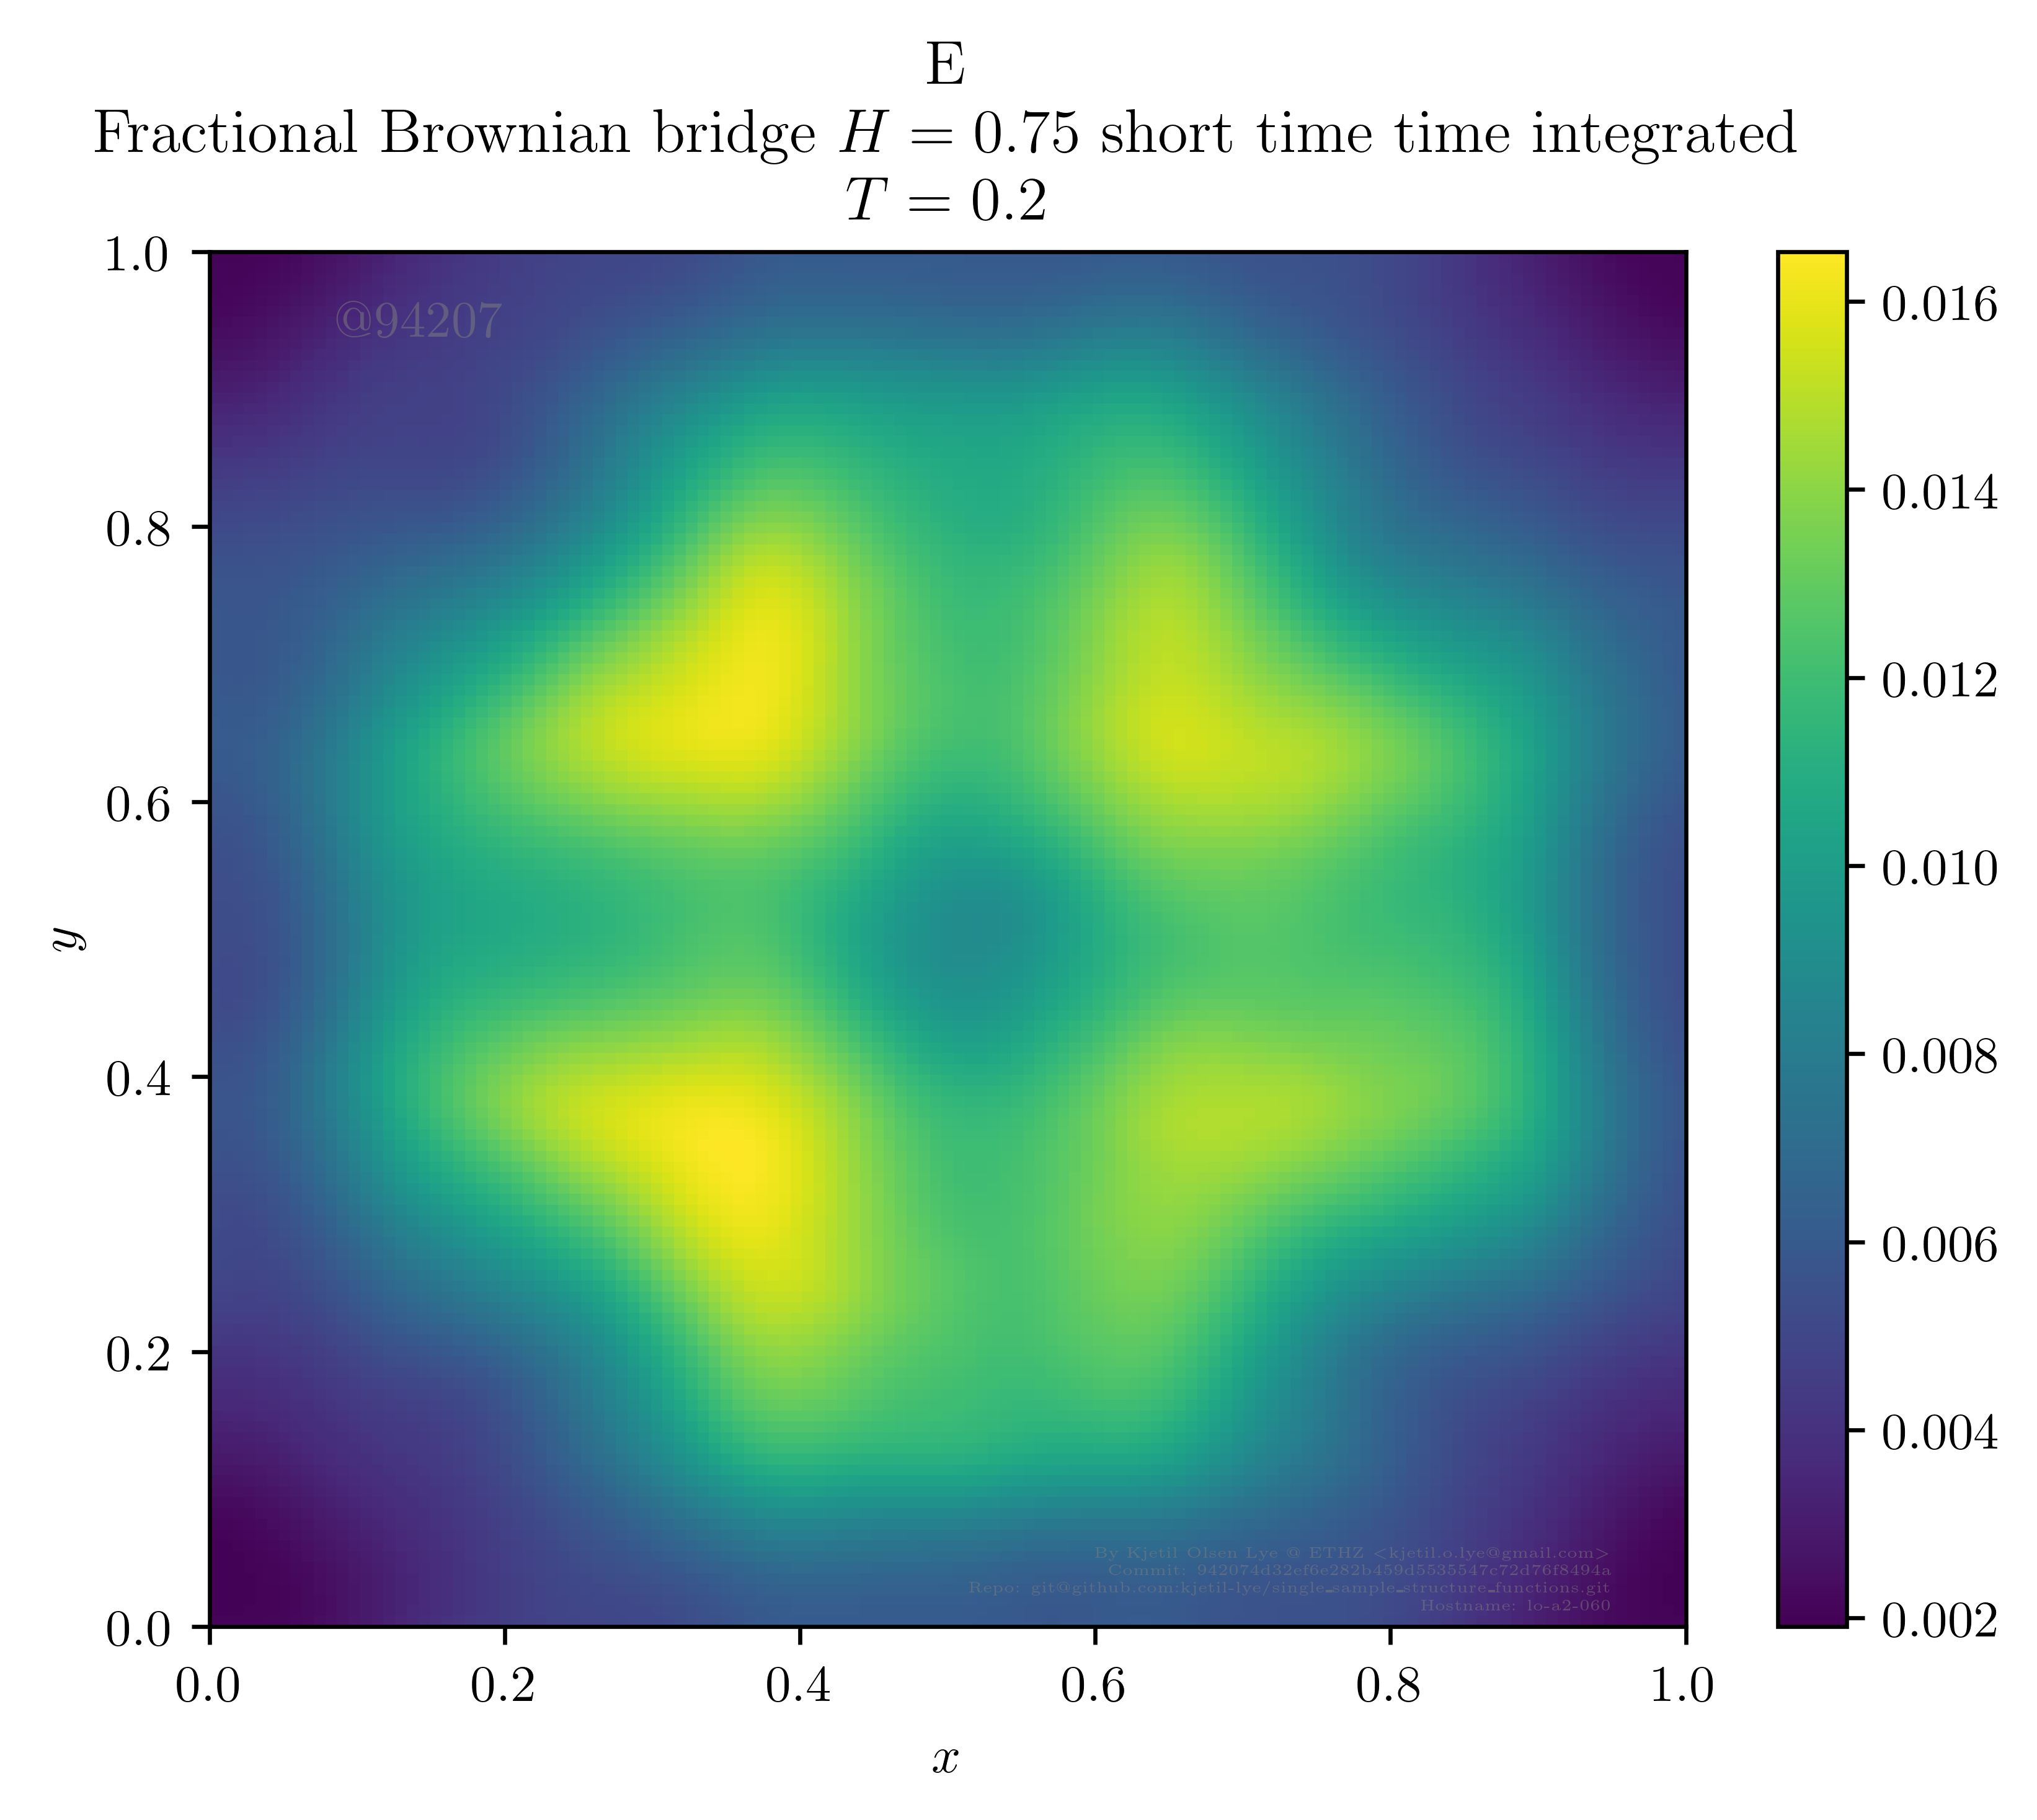 E
Fractional Brownian bridge H = 0.75 short time time integrated
T = 0.2
1.0
@94207
0.8
0.6
y
0.4
0.2
0.0
0.0 0.2 0.4 0.6 0.8 1.0
x
0.016
0.014
0.012
0.010
0.008
0.006
0.004
0.002
By Kjetil Olsen Lye @ ETHZ <kjetil.o.lye@gmail.com>
Commit: 942074d32ef6e282b459d5535547c72d76f8494a
Repo: git@github.com:kjetil-lye/single_sample_structure_functions.git
Hostname: lo-a2-060